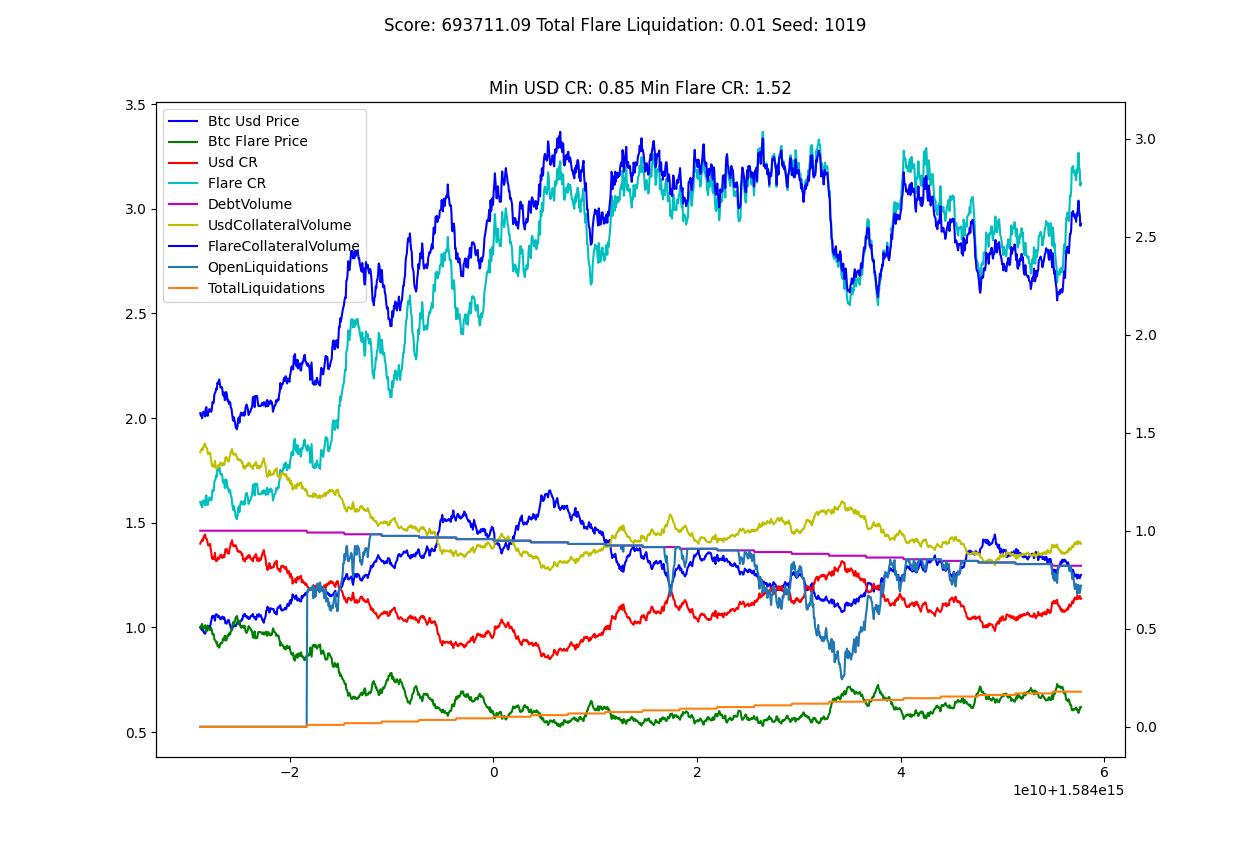 Score: 693711.09 Total Flare Liquidation: 0.01 Seed: 1019
Min USD CR: 0.85 Min Flare CR: 1.52
Btc Usd Price
Btc Flare Price
Usd CR
Flare CR
DebtVolume
UsdCollateralVolume
FlareCollateralVolume
OpenLiquidations
TotalLiquidations
3.5
3.0
2.5
2.0
1.5
1.0
0.5
3.0
2.5
2.0
1.5
1.0
0.5
0.0
−2
0
2
4
6
1e10+1.584e15